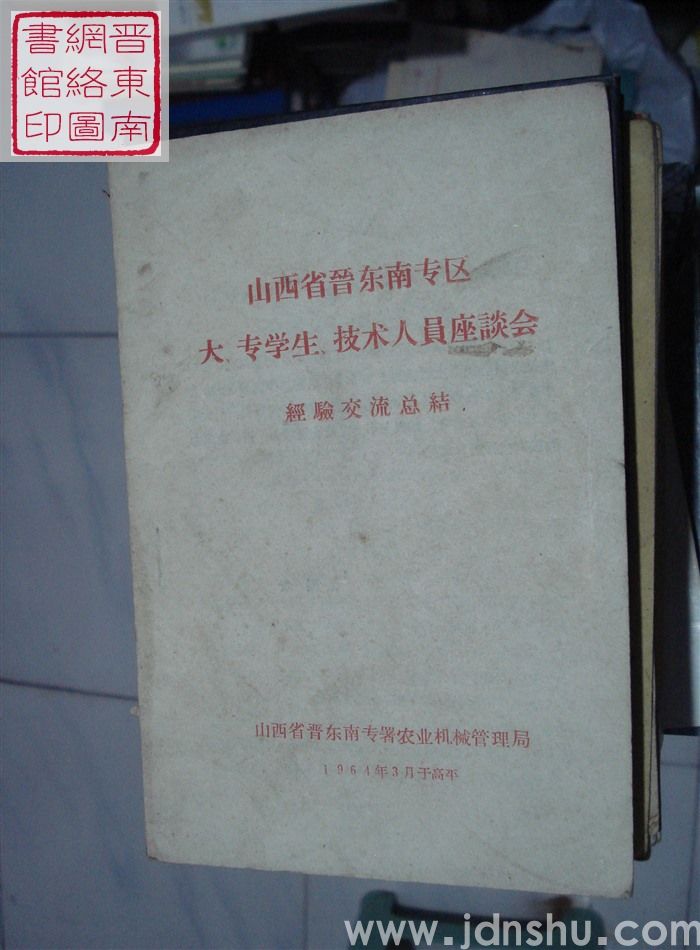 晋東南
網絡圖
書館印
山西省晉东南专区
大、专学生、技术人員座談会
經驗交流总結
山西省晋东南专署农业机械管理局
1964年3月于高平
www.jdnshu.com